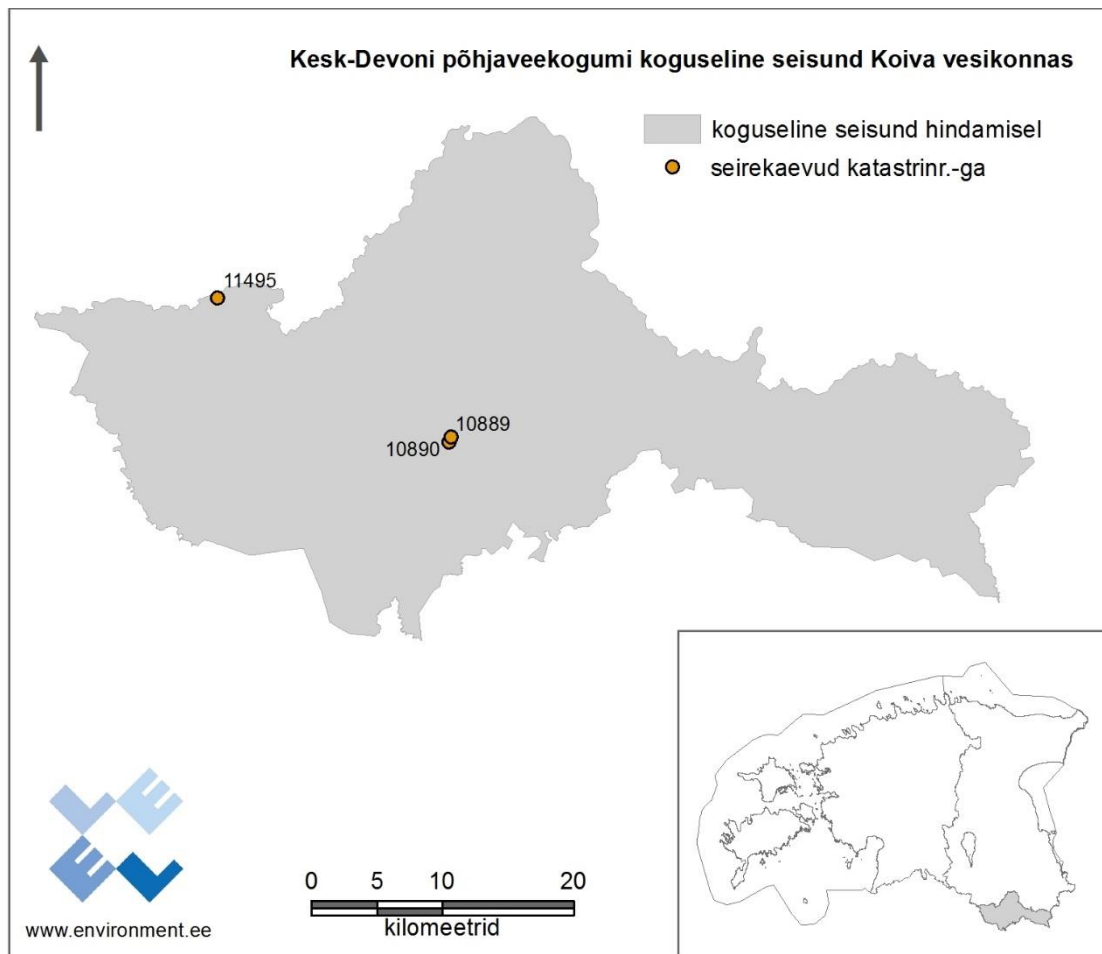 Kesk-Devoni põhjaveekogumi koguseline seisund Koiva vesikonnas
koguseline seisund hindamisel
seirekaevud katastrinr.-ga
11495
10889
10890
0 5 10 20
kilomeetrid
www.environment.ee